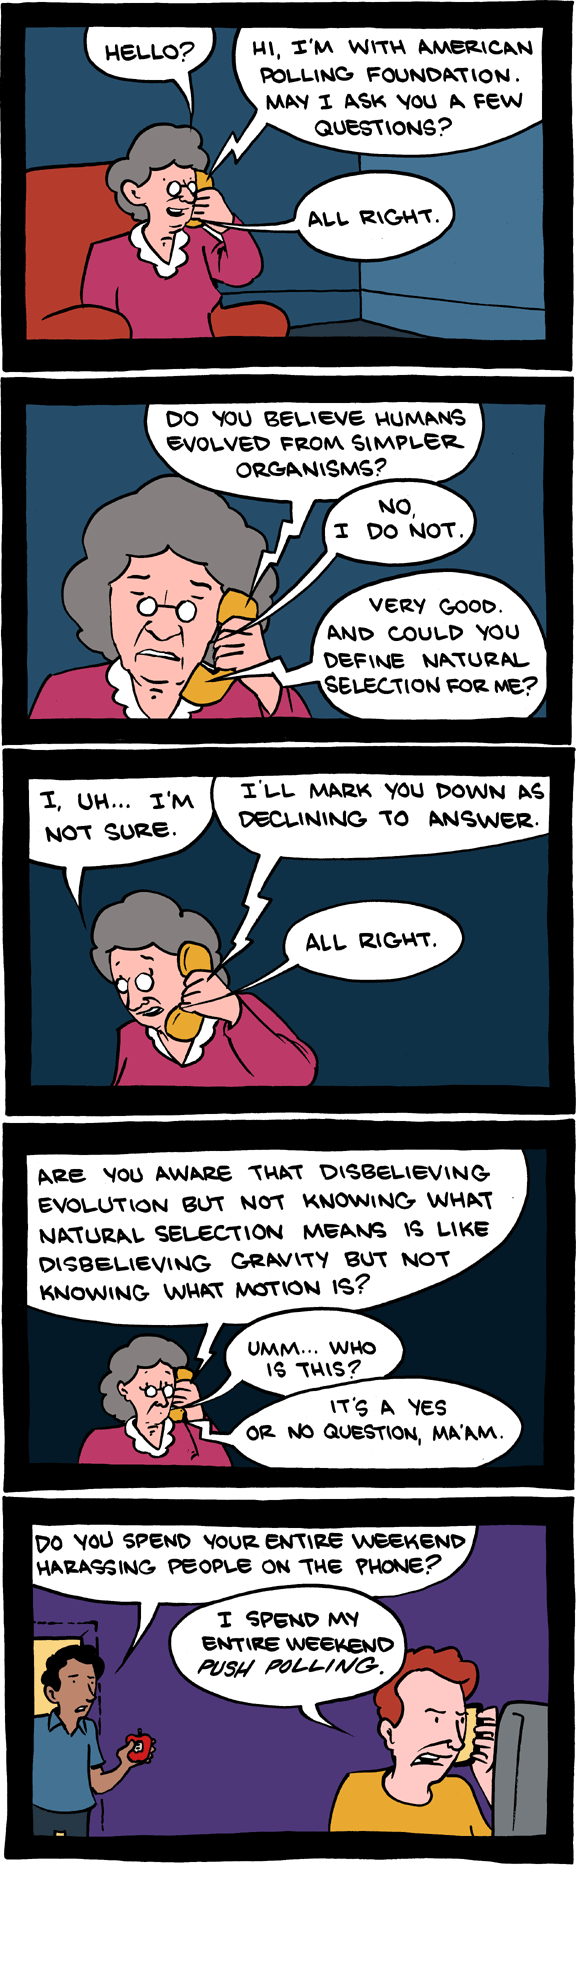 HELLO?
HI, I'M WITH AMERICAN
POLLING FOUNDATION.
MAY I ASK YOU A FEW
QUESTIONS?
ALL RIGHT.
DO YOU BELIEVE HUMANS
EVOLVED FROM SIMPLER
ORGANISMS?
NO,
I DO NOT.
VERY GOOD.
AND COULD YOU
DEFINE NATURAL
SELECTION FOR ME?
I, UH... I'M
NOT SURE.
I'LL MARK YOU DOWN AS
DECLINING TO ANSWER.
ALL RIGHT.
ARE YOU AWARE THAT DISBELIEVING
EVOLUTION BUT NOT KNOWING WHAT
NATURAL SELECTION MEANS IS LIKE
DISBELIEVING GRAVITY BUT NOT
KNOWING WHAT MOTION IS?
UMM... WHO
IS THIS?
IT'S A YES
OR NO QUESTION, MA'AM.
DO YOU SPEND YOUR ENTIRE WEEKEND
HARASSING PEOPLE ON THE PHONE?
I SPEND MY
ENTIRE WEEKEND
PUSH POLLING.